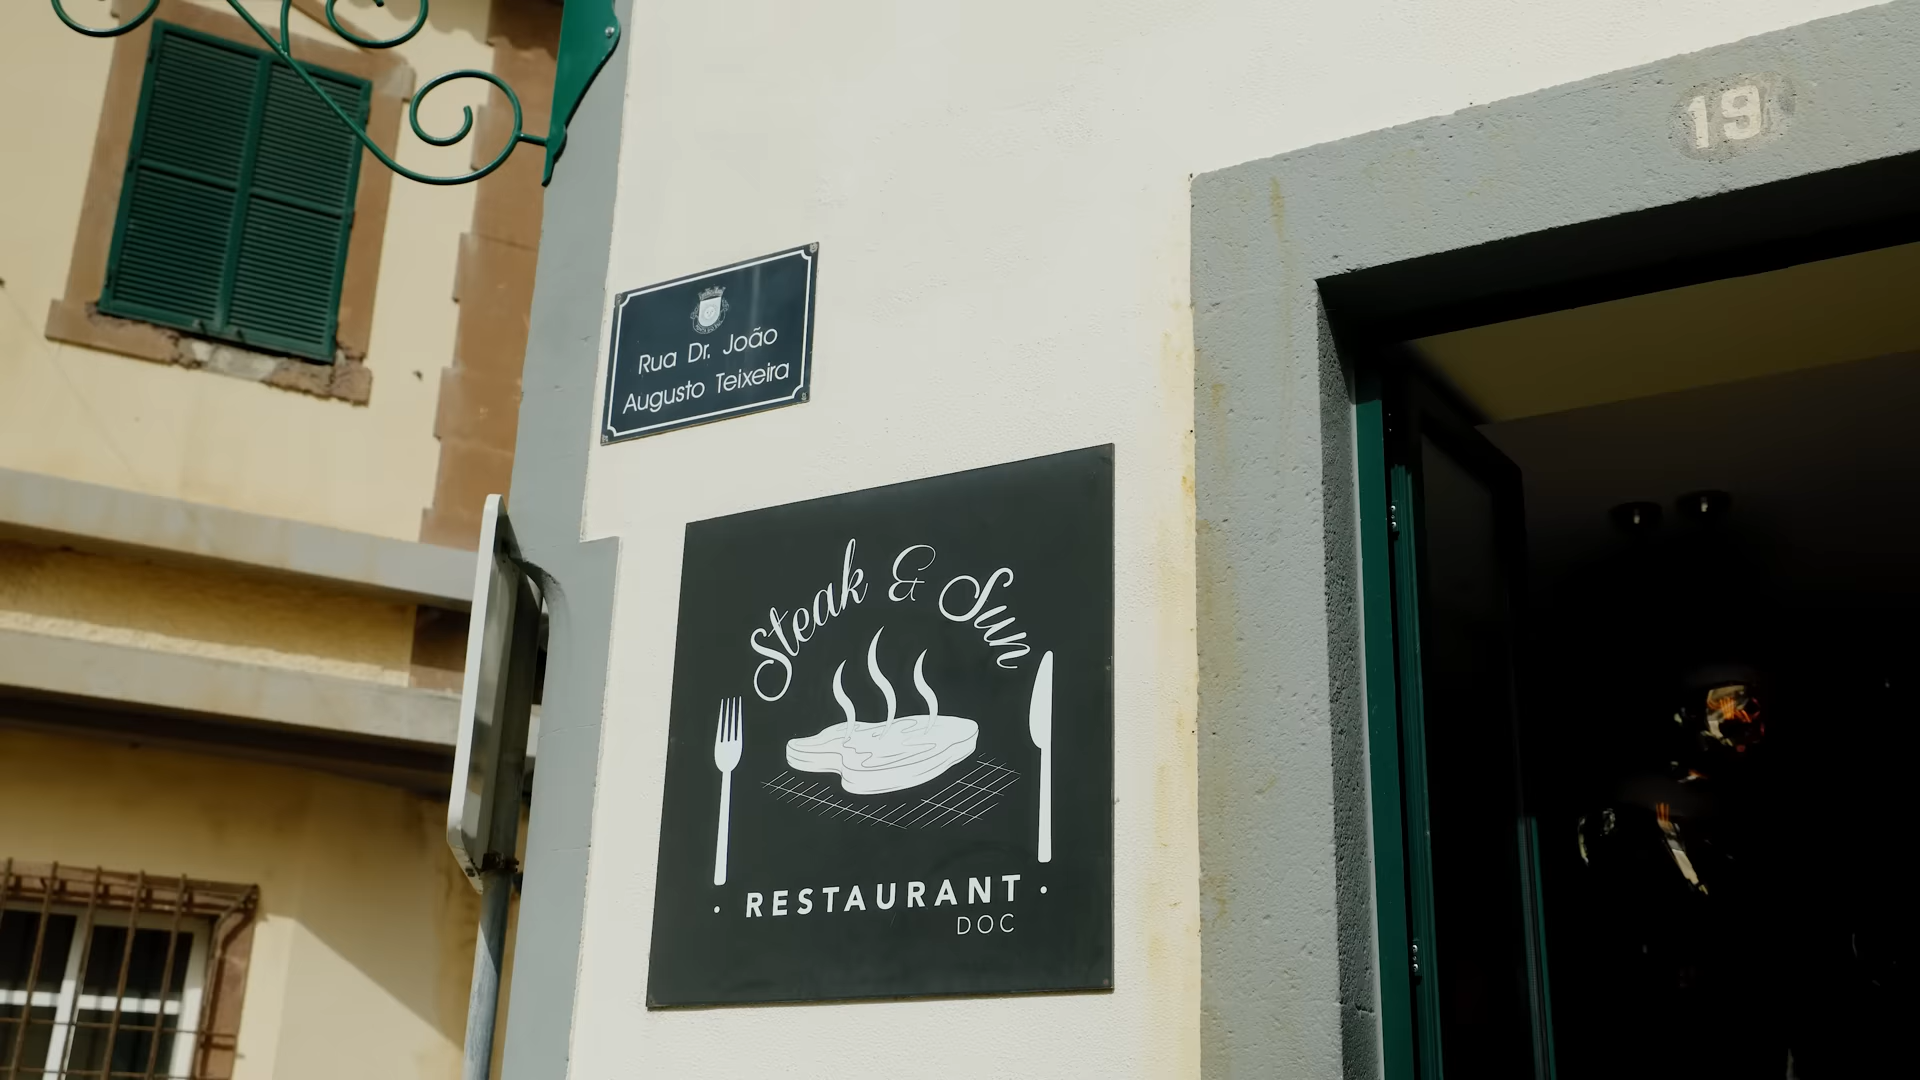 19
Rua Dr. João
Augusto Teixeira
Steak & Sun
· RESTAURANT ·
DOC